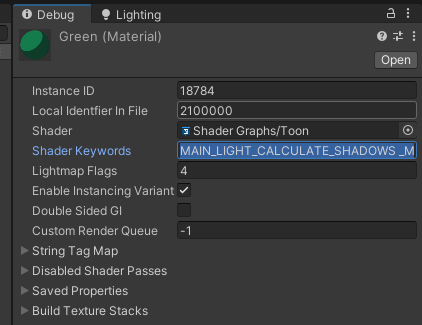 Debug Lighting
Green (Material)
Open
Instance ID 18784
Local Identfier In File 2100000
Shader Shader Graphs/Toon
Shader Keywords MAIN_LIGHT_CALCULATE_SHADOWS _M
Lightmap Flags 4
Enable Instancing Variant
Double Sided GI
Custom Render Queue -1
String Tag Map
Disabled Shader Passes
Saved Properties
Build Texture Stacks